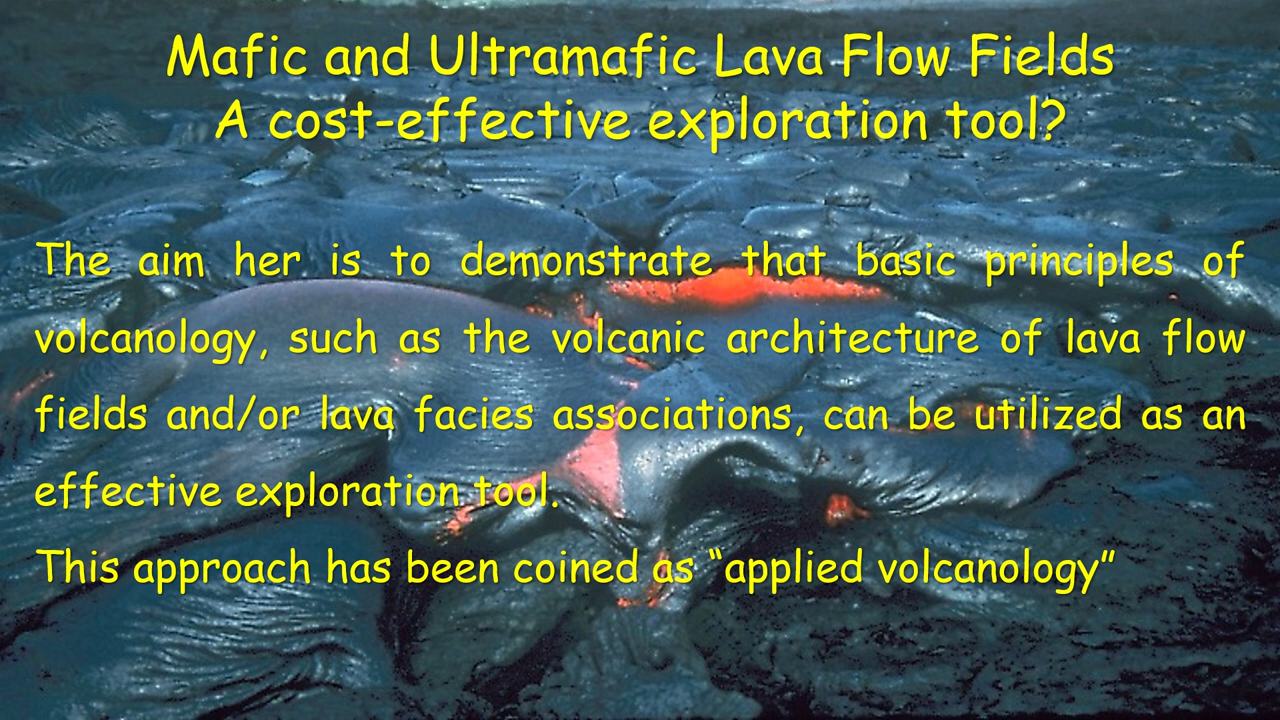 Mafic and Ultramafic Lava Flow Fields
A cost-effective exploration tool?
The aim her is to demonstrate that basic principles of
volcanology, such as the volcanic architecture of lava flow
fields and/or lava facies associations, can be utilized as an
effective exploration tool.
This approach has been coined as “applied volcanology”